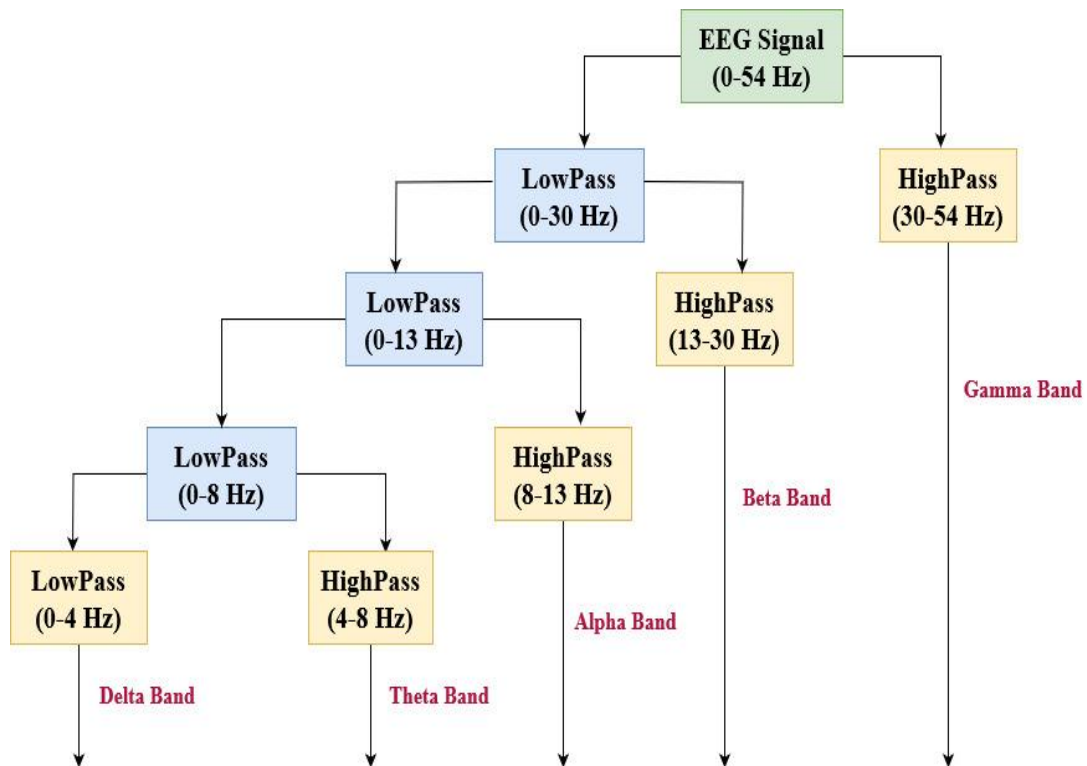 EEG Signal
(0-54 Hz)
LowPass
(0-30 Hz)
HighPass
(30-54 Hz)
LowPass
(0-13 Hz)
HighPass
(13-30 Hz)
Gamma Band
LowPass
(0-8 Hz)
HighPass
(8-13 Hz)
Beta Band
LowPass
(0-4 Hz)
HighPass
(4-8 Hz)
Alpha Band
Delta Band
Theta Band